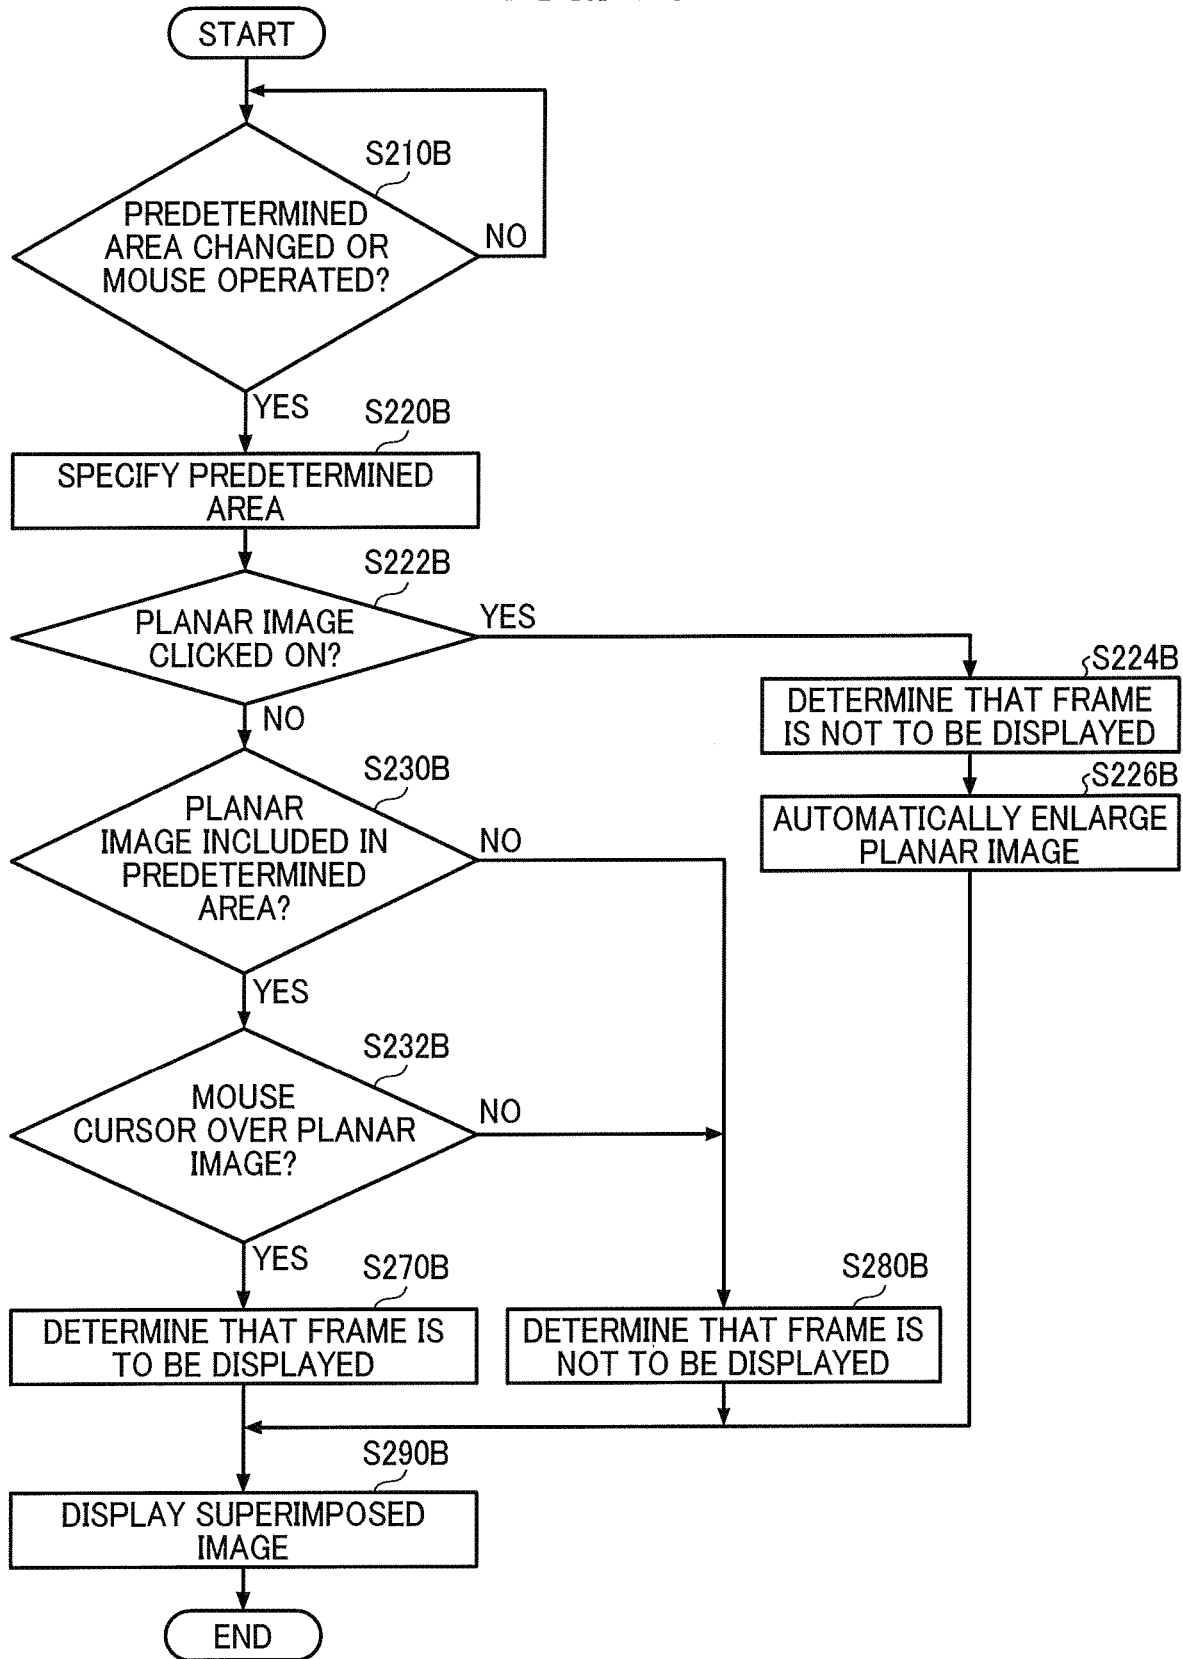 START
S210B
PREDETERMINED
AREA CHANGED OR
MOUSE OPERATED?
NO
YES
S220B
SPECIFY PREDETERMINED
AREA
S222B
PLANAR IMAGE
CLICKED ON?
YES
NO
S224B
DETERMINE THAT FRAME
IS NOT TO BE DISPLAYED
S226B
AUTOMATICALLY ENLARGE
PLANAR IMAGE
S230B
PLANAR
IMAGE INCLUDED IN
PREDETERMINED
AREA?
NO
YES
S232B
MOUSE
CURSOR OVER PLANAR
IMAGE?
NO
YES
S270B
DETERMINE THAT FRAME IS
TO BE DISPLAYED
S280B
DETERMINE THAT FRAME IS
NOT TO BE DISPLAYED
S290B
DISPLAY SUPERIMPOSED
IMAGE
END